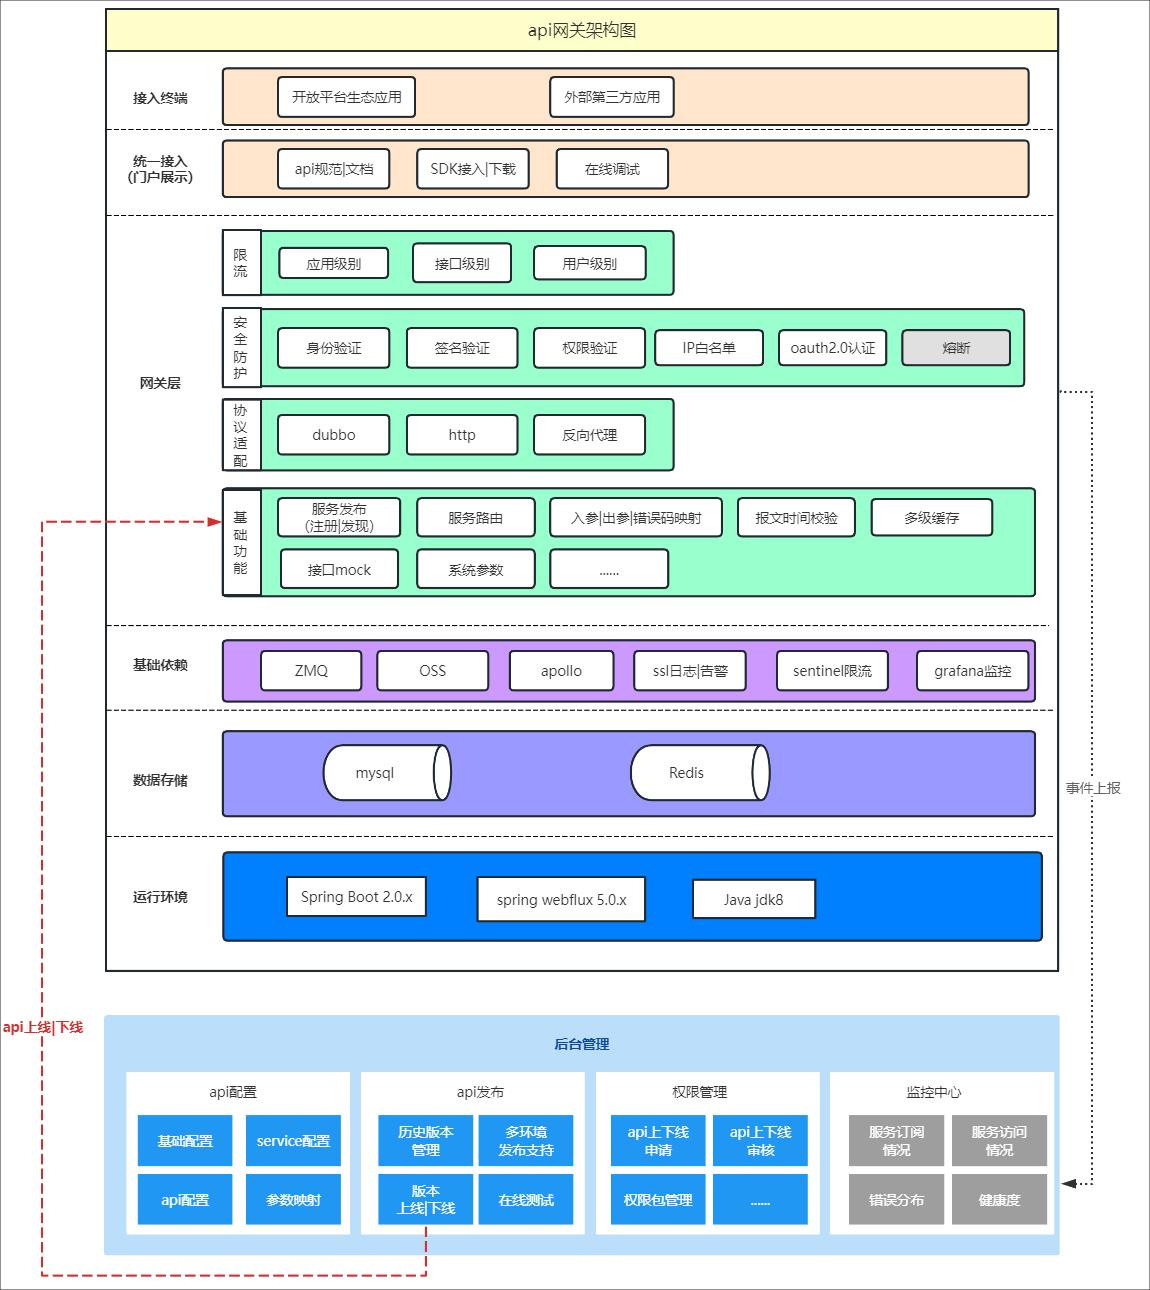 api网关架构图
接入终端
开放平台生态应用
外部第三方应用
统一接入
（门户展示）
api规范|文档
SDK接入|下载
在线调试
网关层
限
流
应用级别
接口级别
用户级别
安
全
防
护
身份验证
签名验证
权限验证
IP白名单
oauth2.0认证
熔断
协
议
适
配
dubbo
http
反向代理
基
础
功
能
服务发布
（注册|发现）
服务路由
入参|出参|错误码映射
报文时间校验
多级缓存
接口mock
系统参数
......
基础依赖
ZMQ
OSS
apollo
ssl日志|告警
sentinel限流
grafana监控
数据存储
mysql
Redis
事件上报
运行环境
Spring Boot 2.0.x
spring webflux 5.0.x
Java jdk8
api上线|下线
后台管理
api配置
基础配置
service配置
api配置
参数映射
api发布
历史版本
管理
多环境
发布支持
版本
上线|下线
在线测试
权限管理
api上下线
申请
api上下线
审核
权限包管理
......
监控中心
服务订阅
情况
服务访问
情况
错误分布
健康度